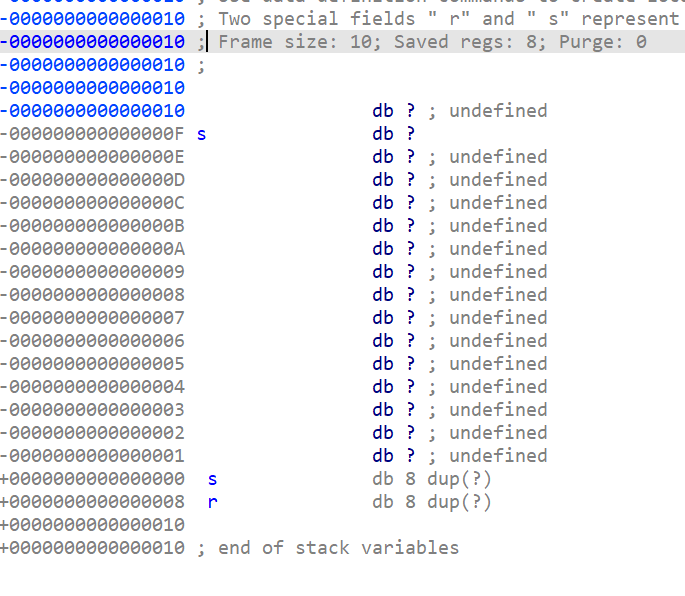 -0000000000000010 ; Two special fields " r" and " s" represent
-0000000000000010 ; Frame size: 10; Saved regs: 8; Purge: 0
-0000000000000010 ;
-0000000000000010
-0000000000000010 db ? ; undefined
-000000000000000F s db ?
-000000000000000E db ? ; undefined
-000000000000000D db ? ; undefined
-000000000000000C db ? ; undefined
-000000000000000B db ? ; undefined
-000000000000000A db ? ; undefined
-0000000000000009 db ? ; undefined
-0000000000000008 db ? ; undefined
-0000000000000007 db ? ; undefined
-0000000000000006 db ? ; undefined
-0000000000000005 db ? ; undefined
-0000000000000004 db ? ; undefined
-0000000000000003 db ? ; undefined
-0000000000000002 db ? ; undefined
-0000000000000001 db ? ; undefined
+0000000000000000 s db 8 dup(?)
+0000000000000008 r db 8 dup(?)
+0000000000000010
+0000000000000010 ; end of stack variables